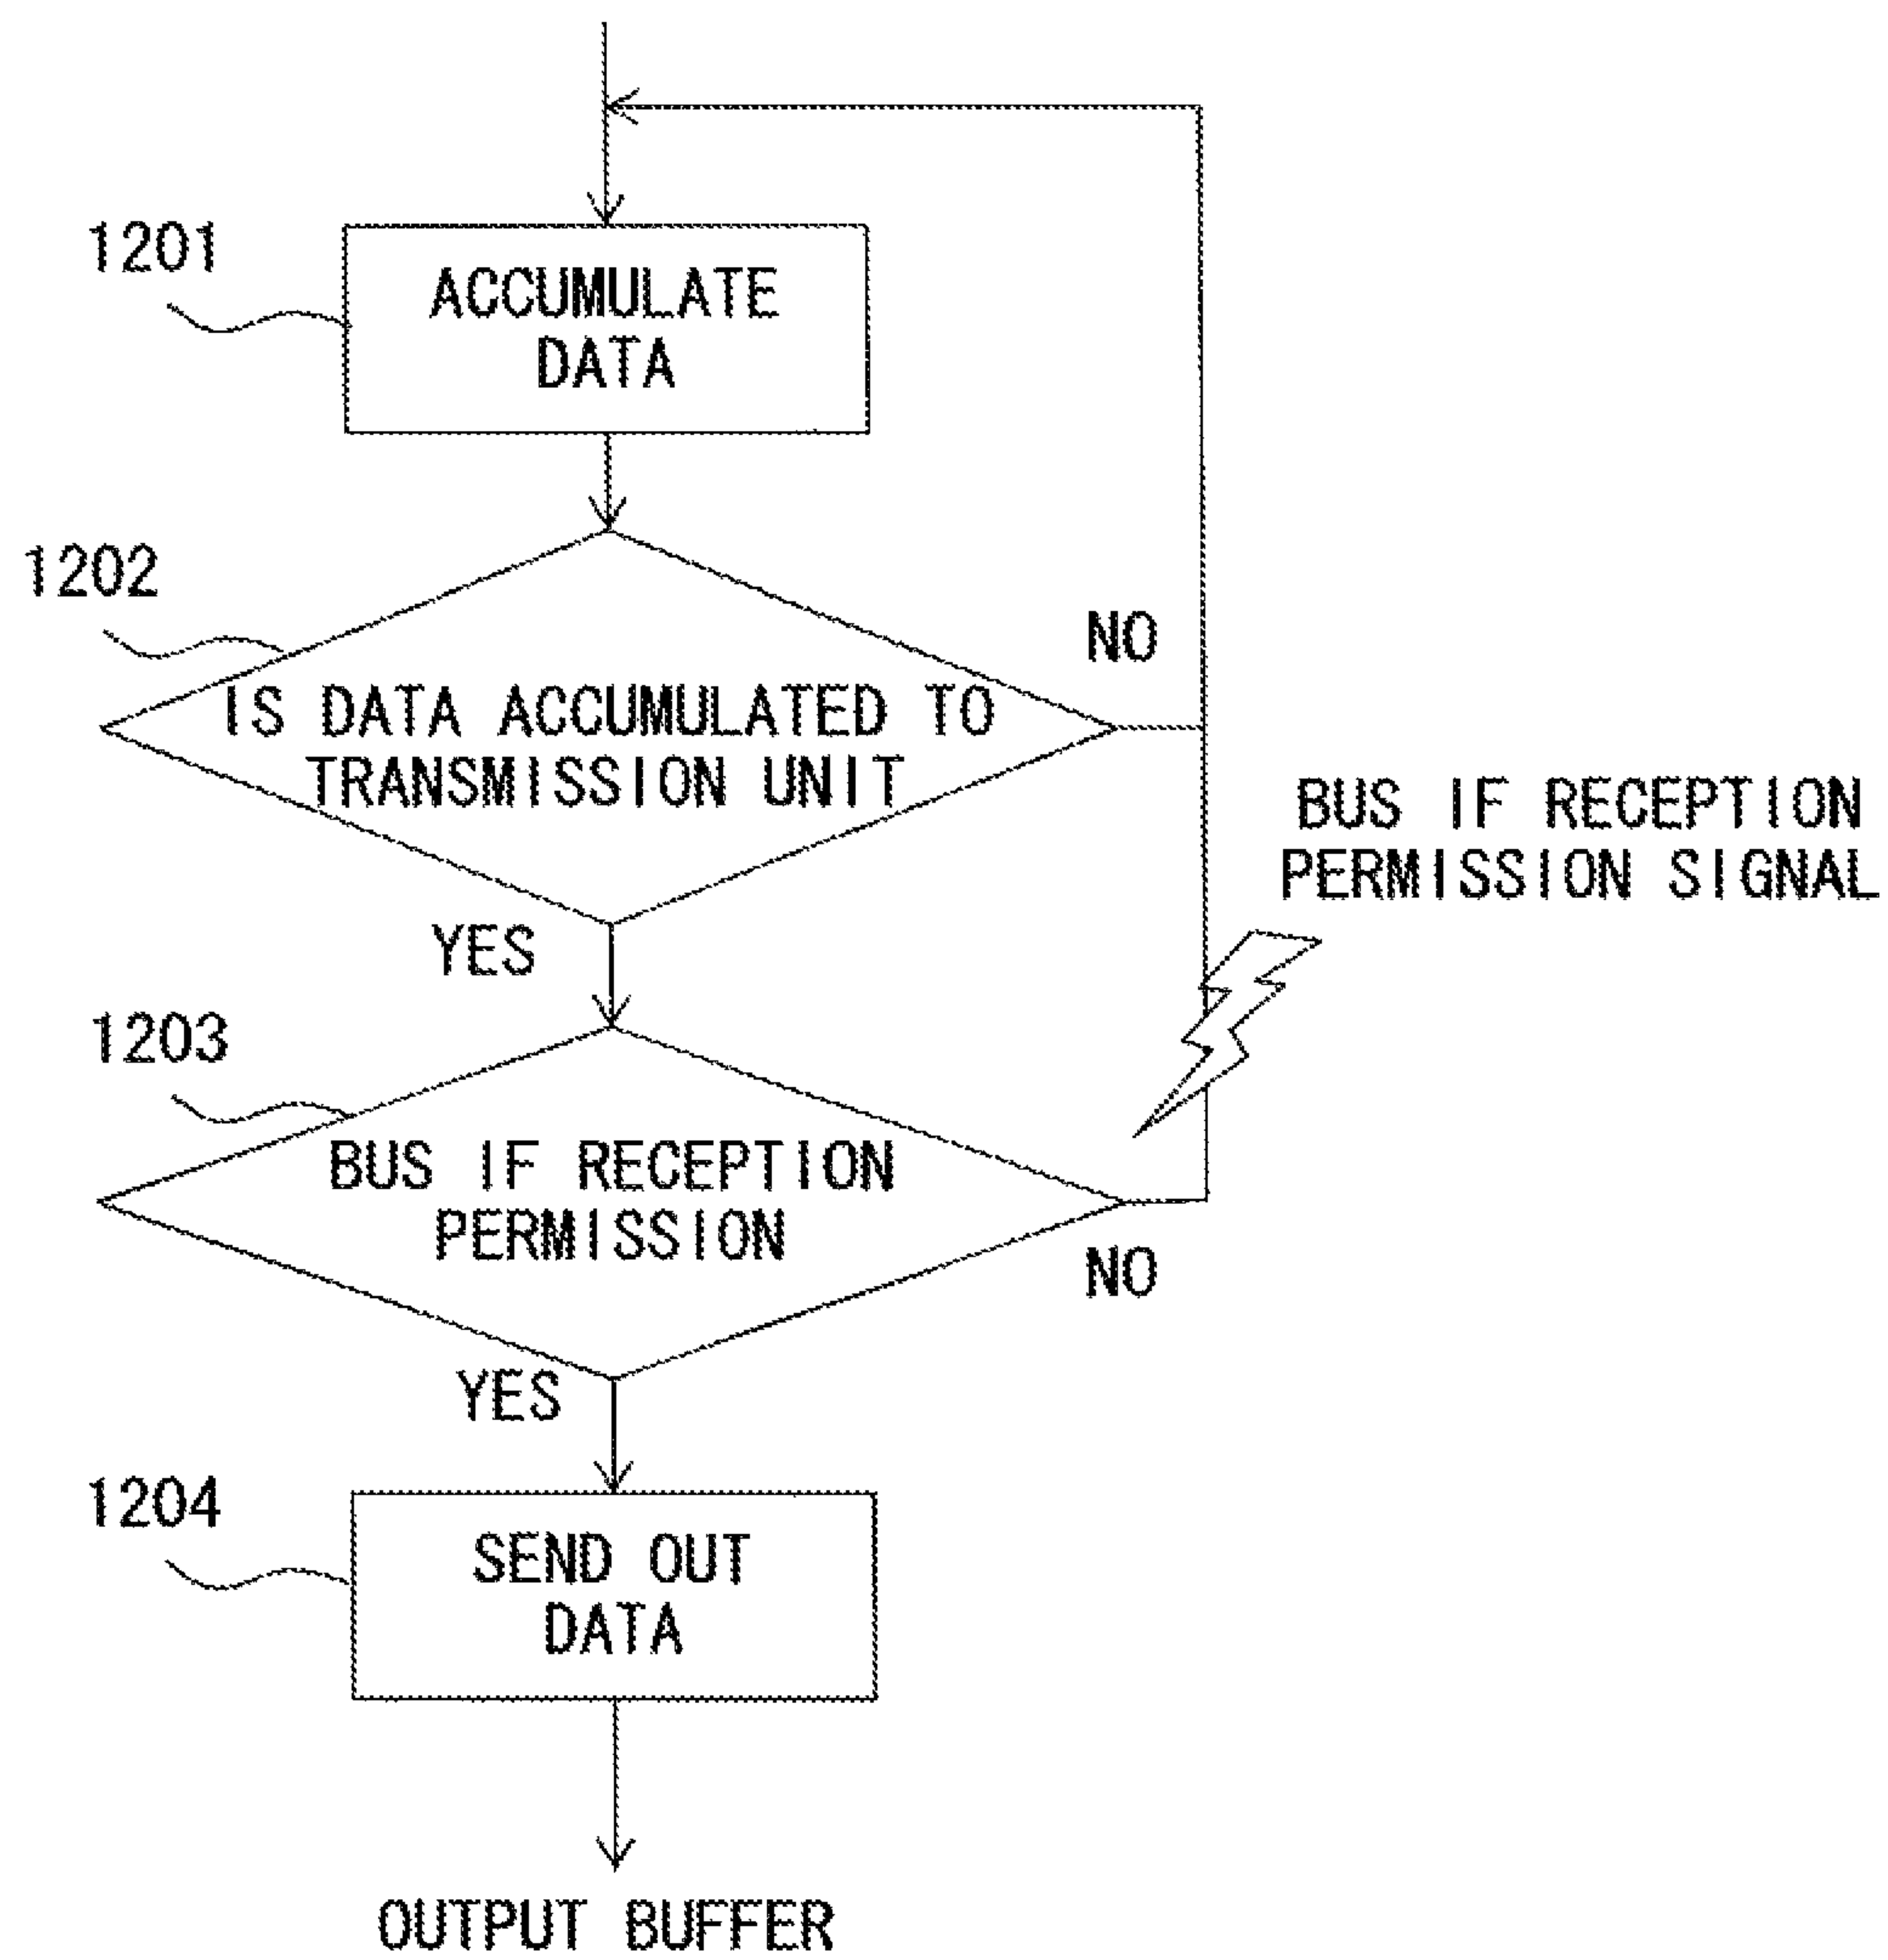 1201
ACCUMULATE
DATA
1202
NO
IS DATA ACCUMULATED TO
TRANSMISSION UNIT
BUS IF RECEPTION
PERMISSION SIGNAL
YES
1203
BUS IF RECEPTION
PERMISSION
NO
YES
1204
SEND OUT
DATA
OUTPUT BUFFER